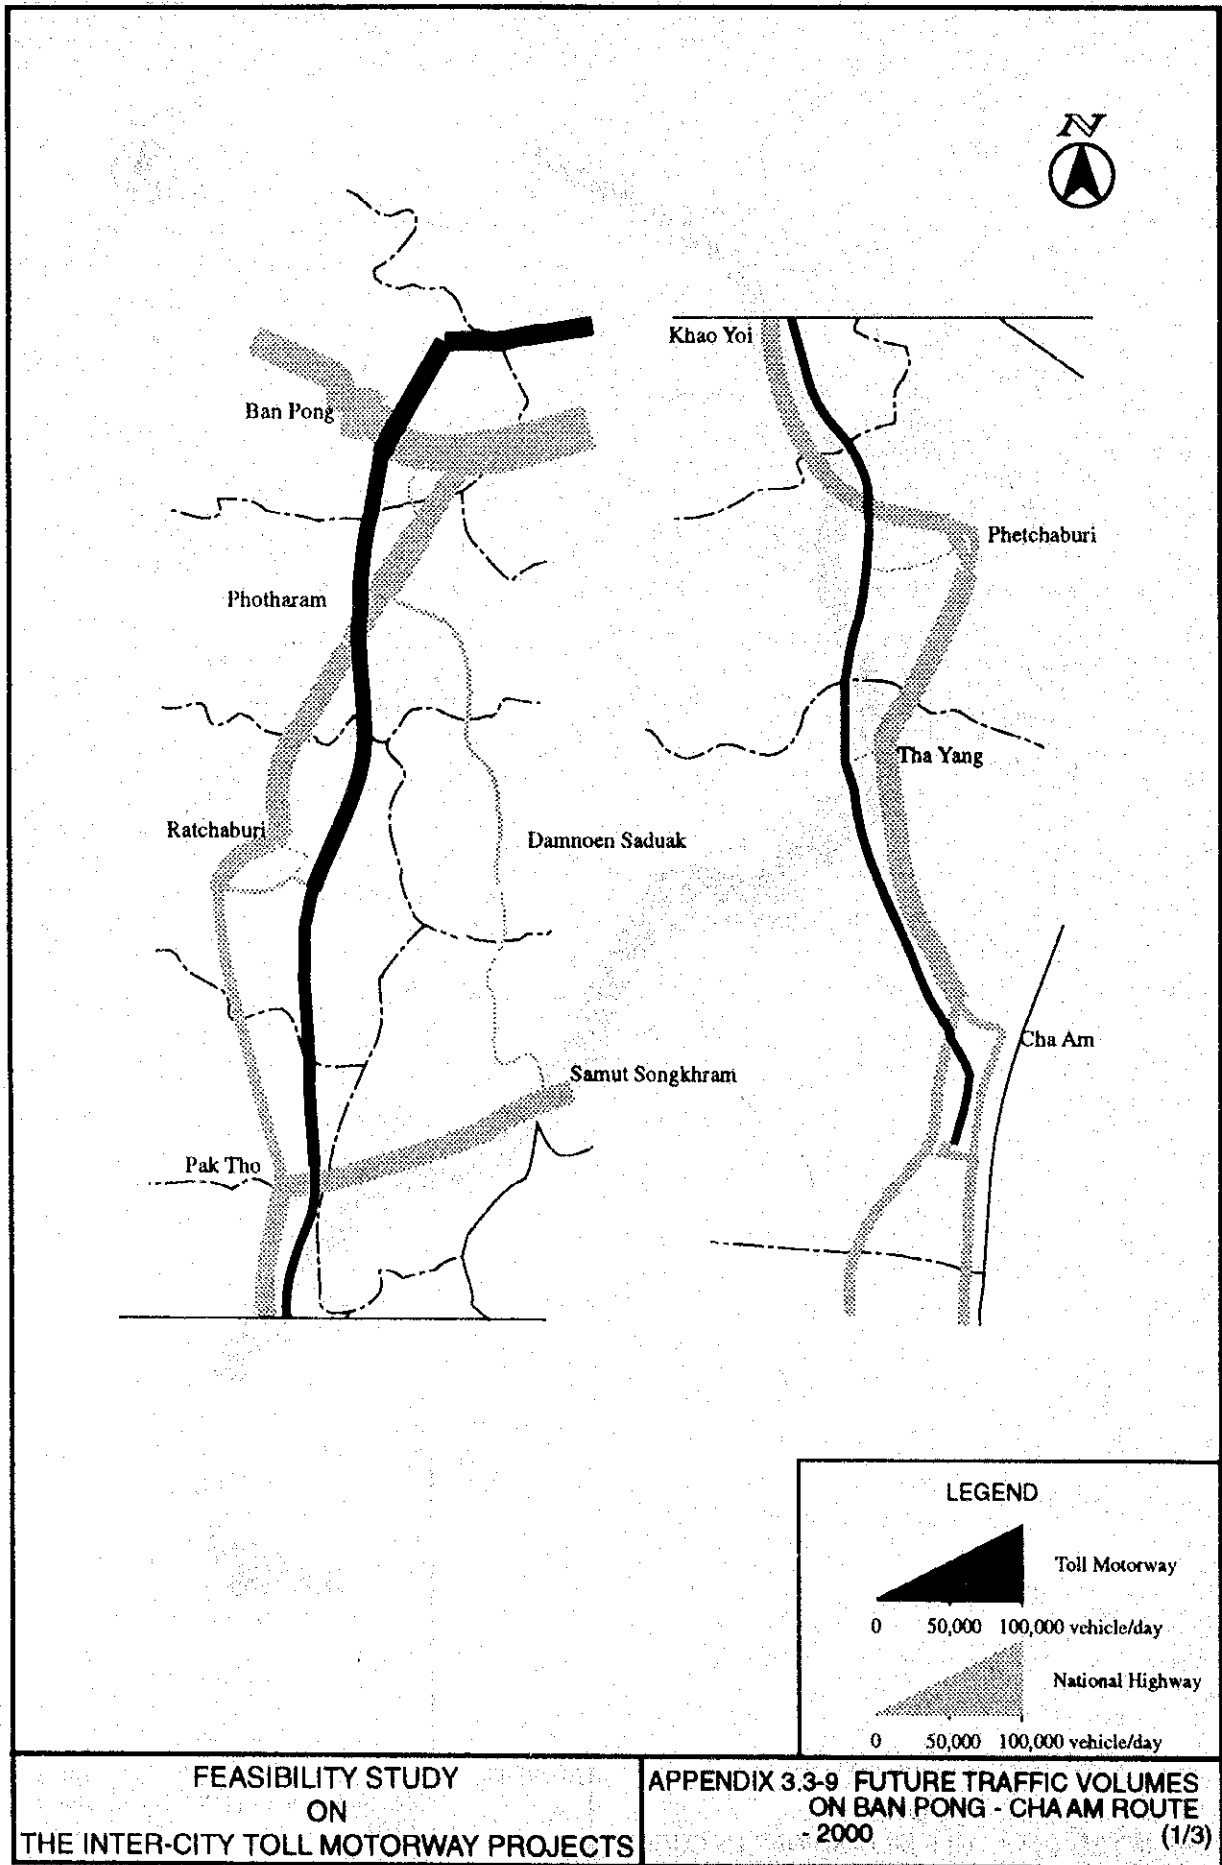 N
Khao Yoi
Ban Pong
Phetchaburi
Photharam
Tha Yang
Ratchaburi
Damnoen Saduak
Cha Am
Samut Songkhram
Pak Tho
LEGEND
Toll Motorway
0 50,000 100,000 vehicle/day
National Highway
0 50,000 100,000 vehicle/day
FEASIBILITY STUDY
ON
THE INTER-CITY TOLL MOTORWAY PROJECTS
APPENDIX 3.3-9 FUTURE TRAFFIC VOLUMES
ON BAN PONG - CHA AM ROUTE
- 2000 (1/3)